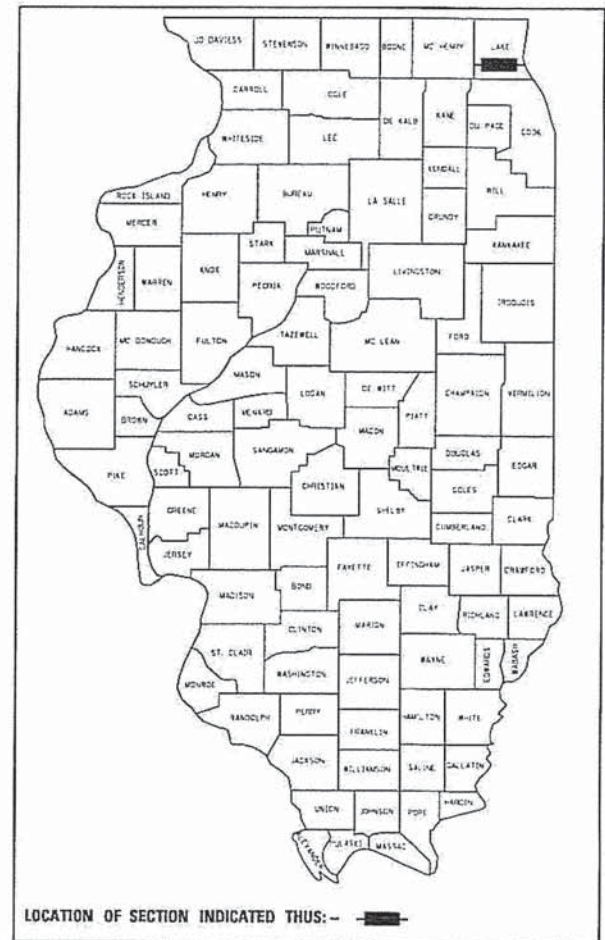 JO DAVIESS STEVENSON WINNEBAGO BOONE MC HENRY LAKE
CARROLL OGLE DE KALB KANE DU PAGE COOK
WHITESIDE LEE
KENDALL
ROCK ISLAND HENRY BUREAU LA SALLE WILL
MERCER PUTNAM GRUNDY
STARK MARSHALL KANKAKEE
HENDERSON WARREN KNOX PEORIA WOODFORD LIVINGSTON IROQUOIS
HANCOCK MC DONOUGH FULTON TAZEWELL MC LEAN FORD
SCHUYLER MASON LOGAN DE WITT CHAMPAIGN VERMILION
ADAMS BROWN CASS MENARD MACON PIATT
MORGAN SANGAMON DOUGLAS
PIKE SCOTT CHRISTIAN MOULTRIE COLES EDGAR
GREENE MACOUPIN MONTGOMERY SHELBY CUMBERLAND CLARK
CALHOUN JERSEY
FAYETTE EFFINGHAM JASPER CRAWFORD
MADISON BOND CLAY RICHLAND LAWRENCE
CLINTON MARION
ST. CLAIR WASHINGTON JEFFERSON WAYNE EDWARDS WABASH
MONROE
RANDOLPH PERRY FRANKLIN HAMILTON WHITE
JACKSON WILLIAMSON SALINE GALLATIN
UNION JOHNSON POPE HARDIN
ALEXANDER PULASKI MASSAC
LOCATION OF SECTION INDICATED THUS: -